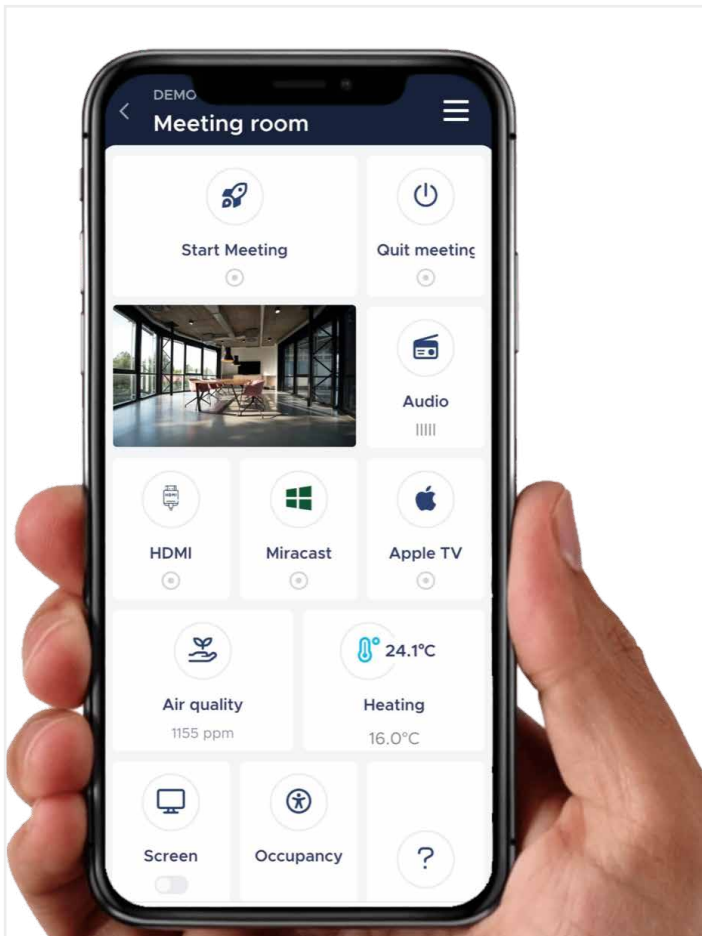 DEMO
Meeting room
Start Meeting
Quit meeting
Audio
HDMI
HDMI
Miracast
Apple TV
24.1°C
Air quality
Heating
1155 ppm
16.0°C
Screen
Occupancy
?